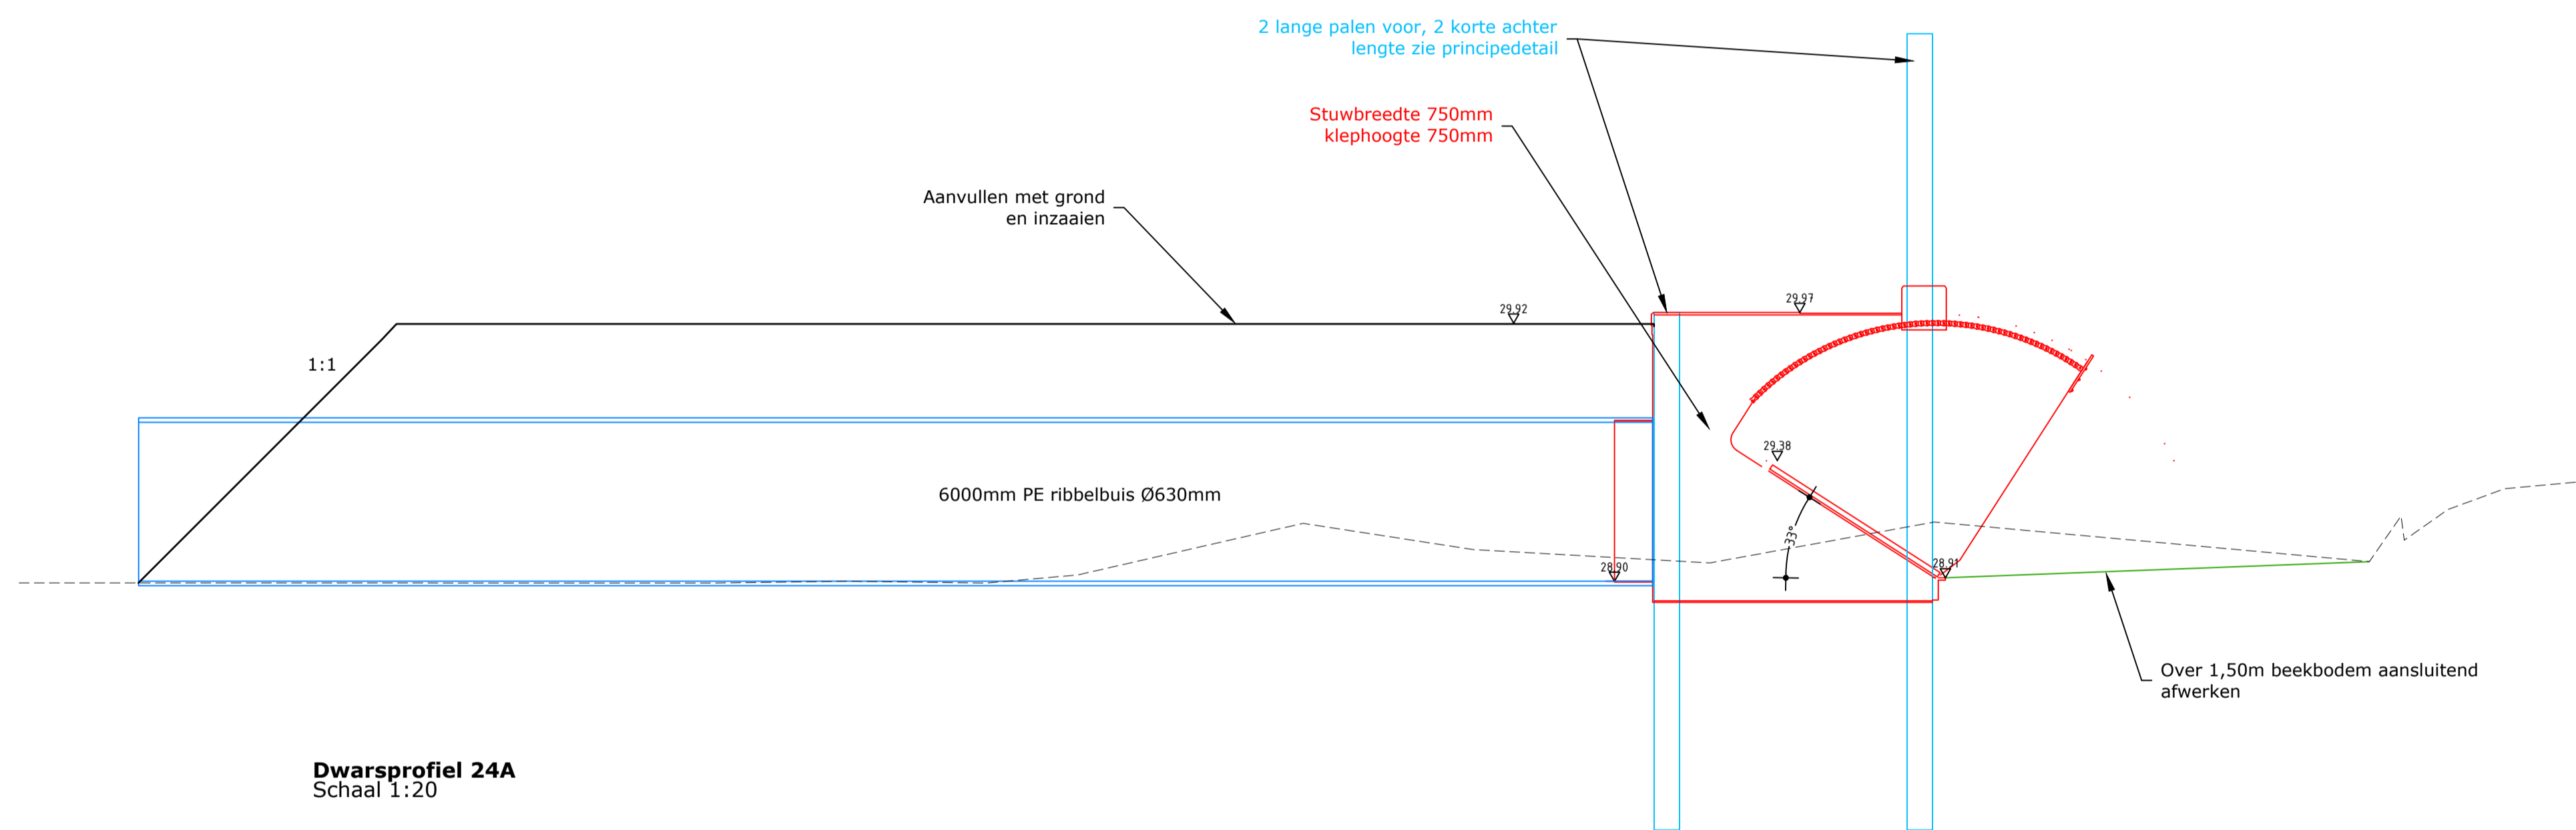 2 lange palen voor, 2 korte achter
lengte zie principedetail
Stuwbreedte 750mm
klephoogte 750mm
Aanvullen met grond
en inzaaien
29.92
29.97
1:1
29.38
6000mm PE ribbelbuis Ø630mm
33°
28.90
28.91
Over 1,50m beekbodem aansluitend
afwerken
Dwarsprofiel 24A
Schaal 1:20